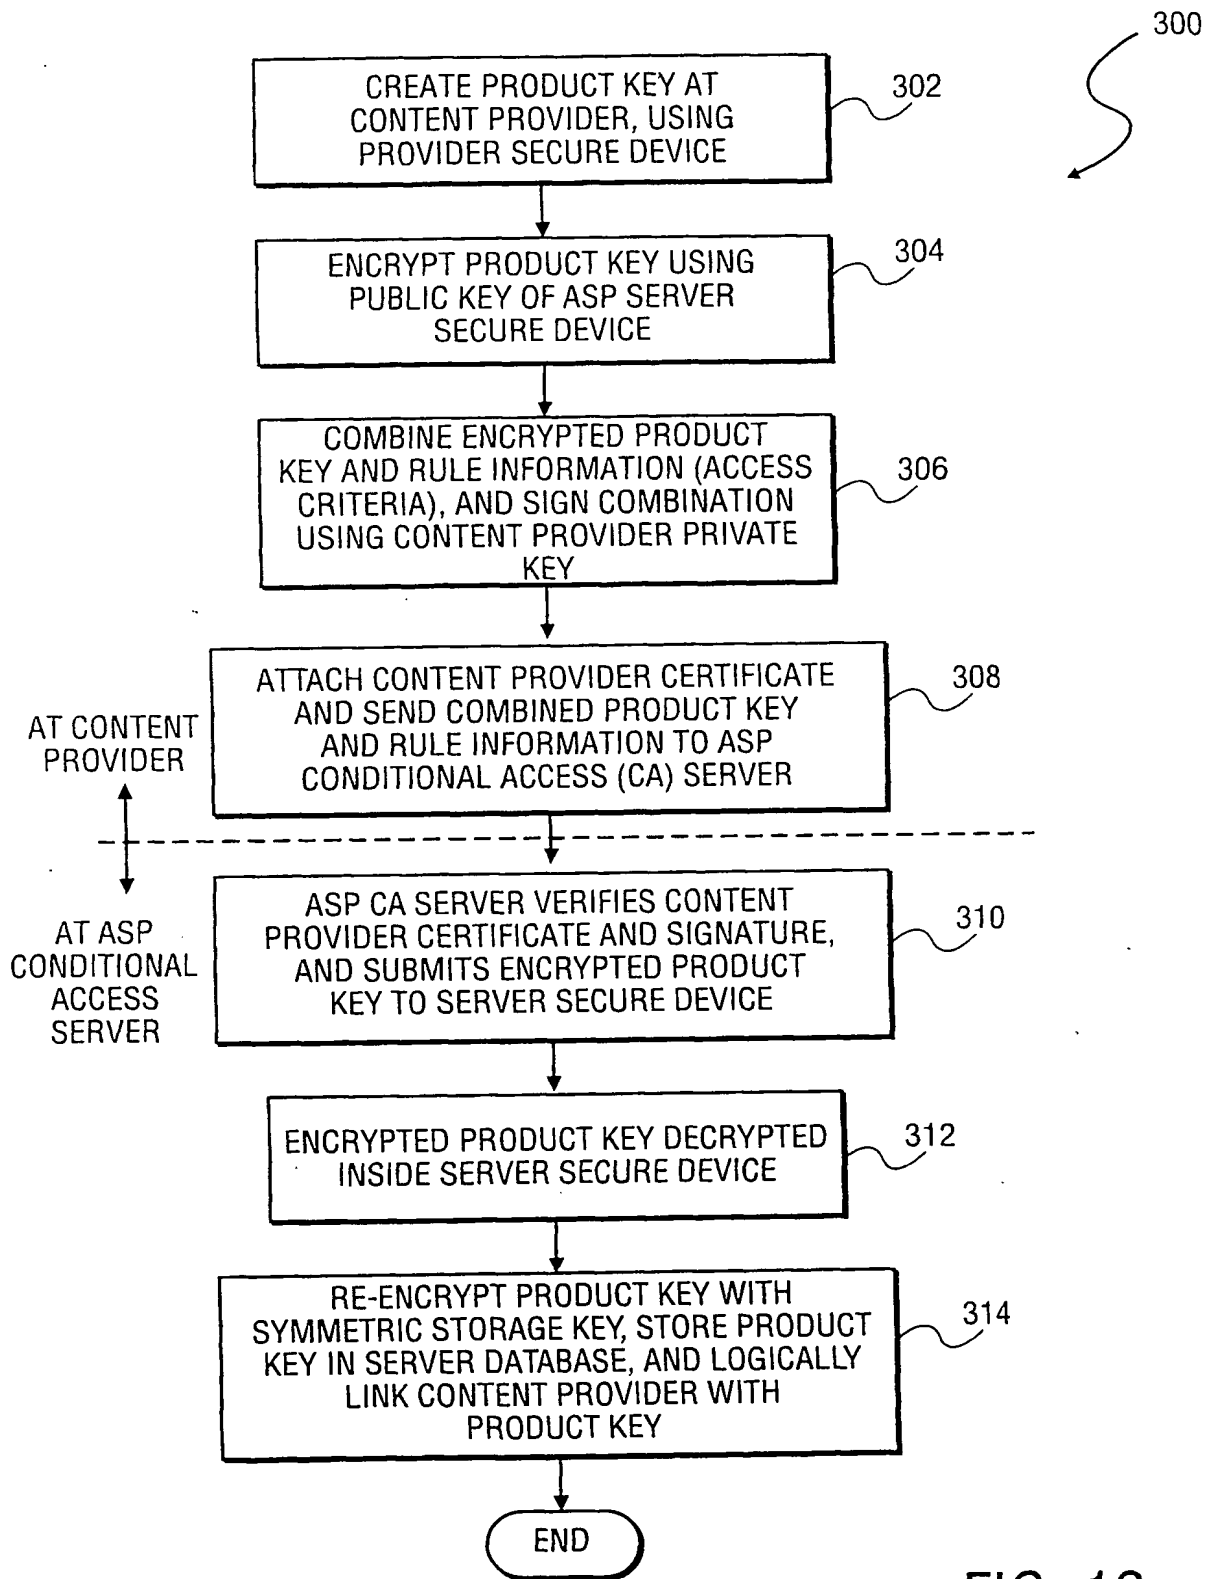 300
CREATE PRODUCT KEY AT
CONTENT PROVIDER, USING
PROVIDER SECURE DEVICE
302
ENCRYPT PRODUCT KEY USING
PUBLIC KEY OF ASP SERVER
SECURE DEVICE
304
COMBINE ENCRYPTED PRODUCT
KEY AND RULE INFORMATION (ACCESS
CRITERIA), AND SIGN COMBINATION
USING CONTENT PROVIDER PRIVATE
KEY
306
ATTACH CONTENT PROVIDER CERTIFICATE
AND SEND COMBINED PRODUCT KEY
AND RULE INFORMATION TO ASP
CONDITIONAL ACCESS (CA) SERVER
308
AT CONTENT
PROVIDER
AT ASP
CONDITIONAL
ACCESS
SERVER
ASP CA SERVER VERIFIES CONTENT
PROVIDER CERTIFICATE AND SIGNATURE,
AND SUBMITS ENCRYPTED PRODUCT
KEY TO SERVER SECURE DEVICE
310
ENCRYPTED PRODUCT KEY DECRYPTED
INSIDE SERVER SECURE DEVICE
312
RE-ENCRYPT PRODUCT KEY WITH
SYMMETRIC STORAGE KEY, STORE PRODUCT
KEY IN SERVER DATABASE, AND LOGICALLY
LINK CONTENT PROVIDER WITH
PRODUCT KEY
314
END